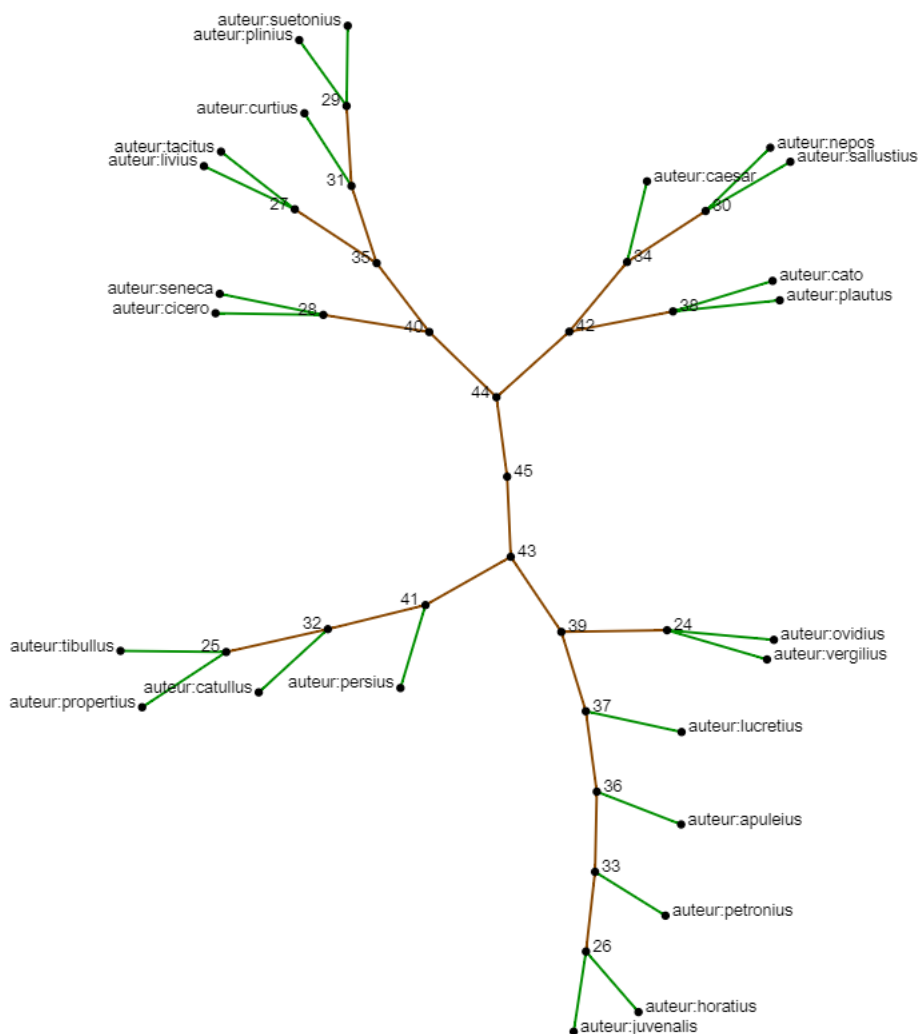 auteur:suetonius
auteur:plinius
29
auteur:curtius
auteur:tacitus
auteur:livius
31
27
35
auteur:seneca
auteur:cicero
28
40
auteur:nepos
auteur:sallustius
auteur:caesar
30
34
auteur:cato
auteur:plautus
38
42
44
45
43
41
32
25
auteur:tibullus
auteur:catullus
auteur:persius
auteur:propertius
39
24
auteur:ovidius
auteur:vergilius
37
auteur:lucretius
36
auteur:apuleius
33
auteur:petronius
26
auteur:horatius
auteur:juvenalis